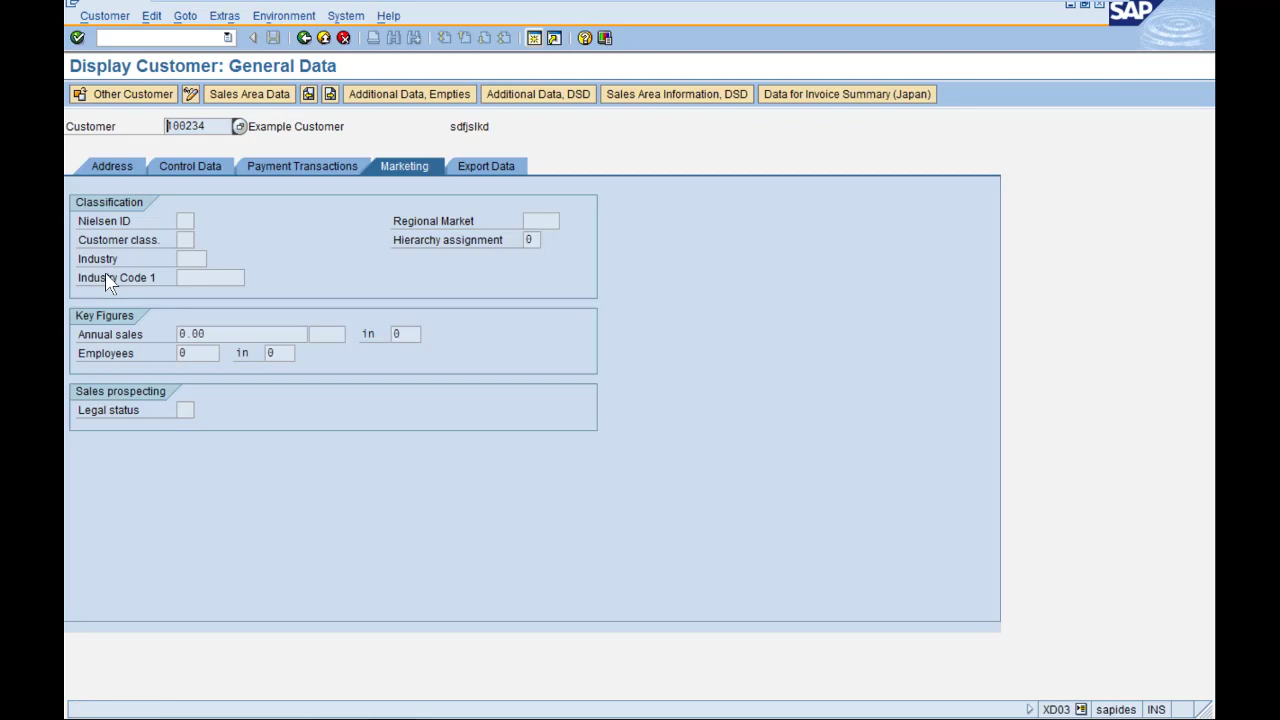 Customer Edit Goto Extras Environment System Help
SAP
Display Customer: General Data
Other Customer Sales Area Data Additional Data, Empties Additional Data, DSD Sales Area Information, DSD Data for Invoice Summary (Japan)
Customer 100234 Example Customer sdfjslkd
Address Control Data Payment Transactions Marketing Export Data
Classification
Nielsen ID Regional Market
Customer class. Hierarchy assignment 0
Industry
Industry Code 1
Key Figures
Annual sales 0.00 in 0
Employees 0 in 0
Sales prospecting
Legal status
XD03 sapides INS